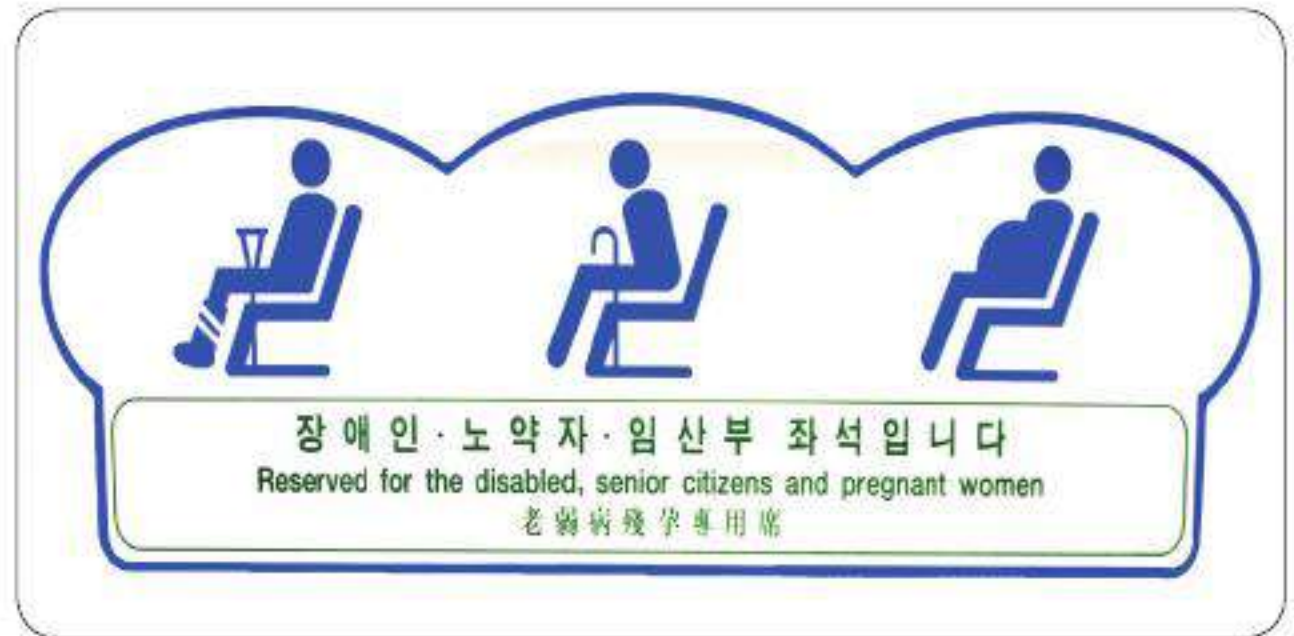 장애인·노약자·임산부 좌석입니다
Reserved for the disabled, senior citizens and pregnant women
老弱病殘孕專用席